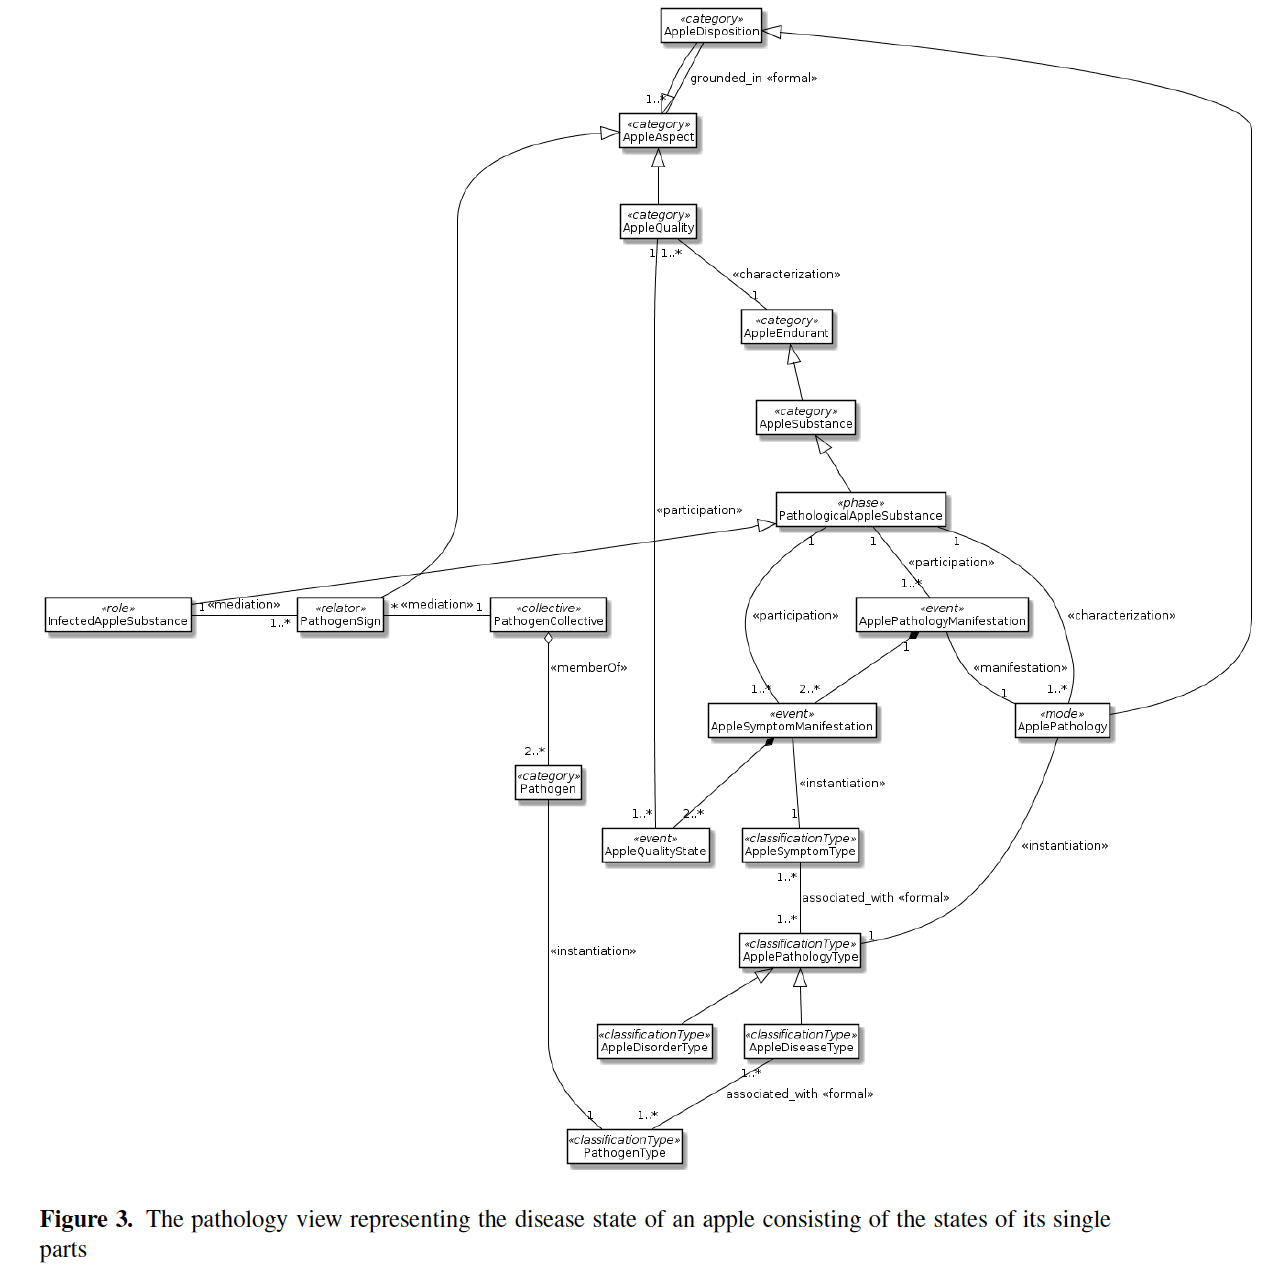 «category»
AppleDisposition
grounded_in «formal»
1..*
«category»
AppleAspect
«category»
AppleQuality
1
1..*
«characterization»
1
«category»
AppleEndurant
«category»
AppleSubstance
«phase»
PathologicalAppleSubstance
«participation»
1
1
1
«participation»
1..*
«role»
InfectedAppleSubstance
1
«mediation»
1..*
«relator»
PathogenSign
*
«mediation»
1
«collective»
PathogenCollective
«participation»
«event»
ApplePathologyManifestation
«characterization»
1
«memberOf»
«manifestation»
1..*
2..*
1
1..*
«event»
AppleSymptomManifestation
«mode»
ApplePathology
2..*
«category»
Pathogen
«instantiation»
1..*
2..*
1
«event»
AppleQualityState
«classificationType»
AppleSymptomType
«instantiation»
1..*
associated_with «formal»
1..*
1
«classificationType»
ApplePathologyType
«instantiation»
«classificationType»
AppleDisorderType
«classificationType»
AppleDiseaseType
1..*
associated_with «formal»
1
1..*
«classificationType»
PathogenType
Figure 3. The pathology view representing the disease state of an apple consisting of the states of its single
parts